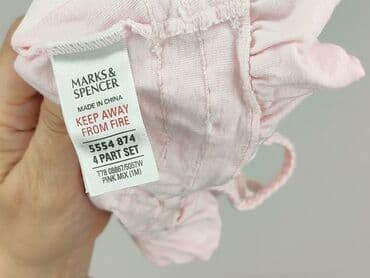 MARKS &
SPENCER
MADE IN CHINA
KEEP AWAY
FROM FIRE
5554 874
4 PART SET
T78 08867/5057W
PINK MIX (1M)